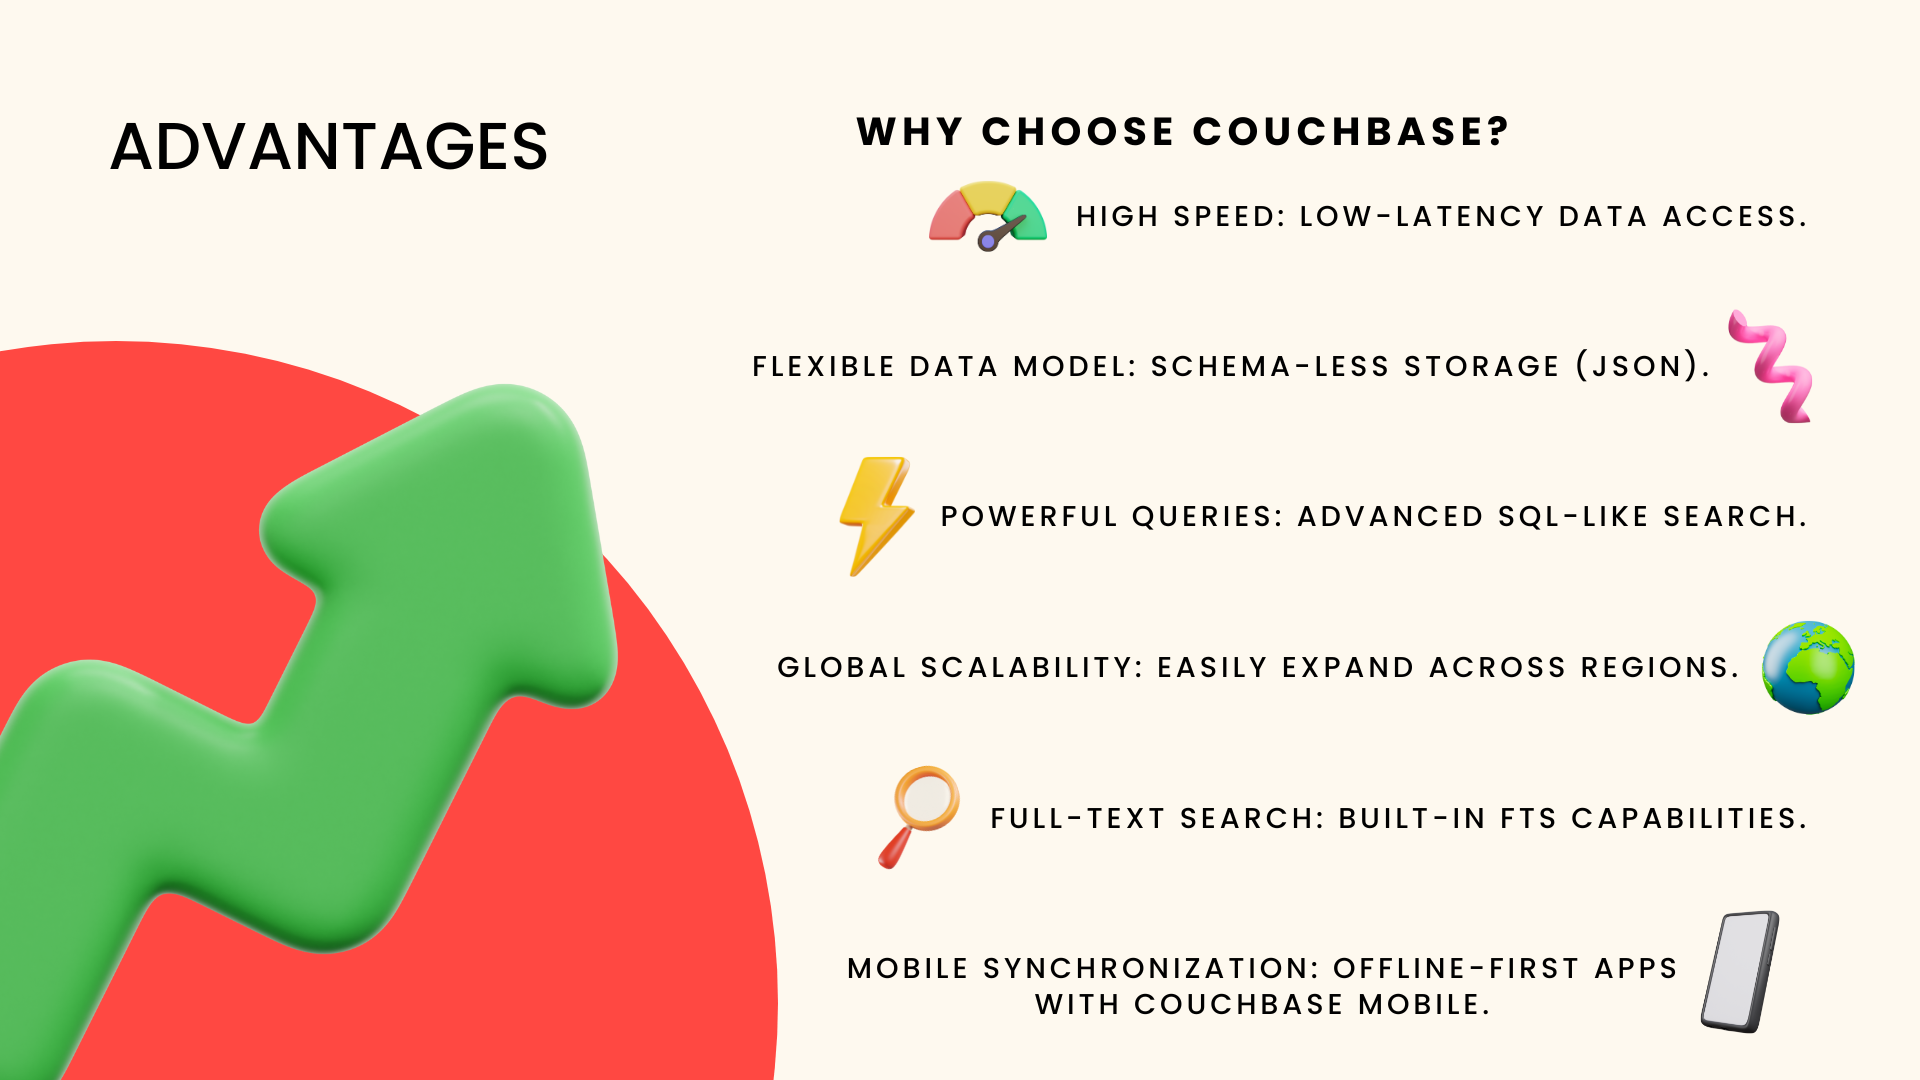 ADVANTAGES
WHY CHOOSE COUCHBASE?
HIGH SPEED: LOW-LATENCY DATA ACCESS.
FLEXIBLE DATA MODEL: SCHEMA-LESS STORAGE (JSON).
POWERFUL QUERIES: ADVANCED SQL-LIKE SEARCH.
GLOBAL SCALABILITY: EASILY EXPAND ACROSS REGIONS.
FULL-TEXT SEARCH: BUILT-IN FTS CAPABILITIES.
MOBILE SYNCHRONIZATION: OFFLINE-FIRST APPS
WITH COUCHBASE MOBILE.